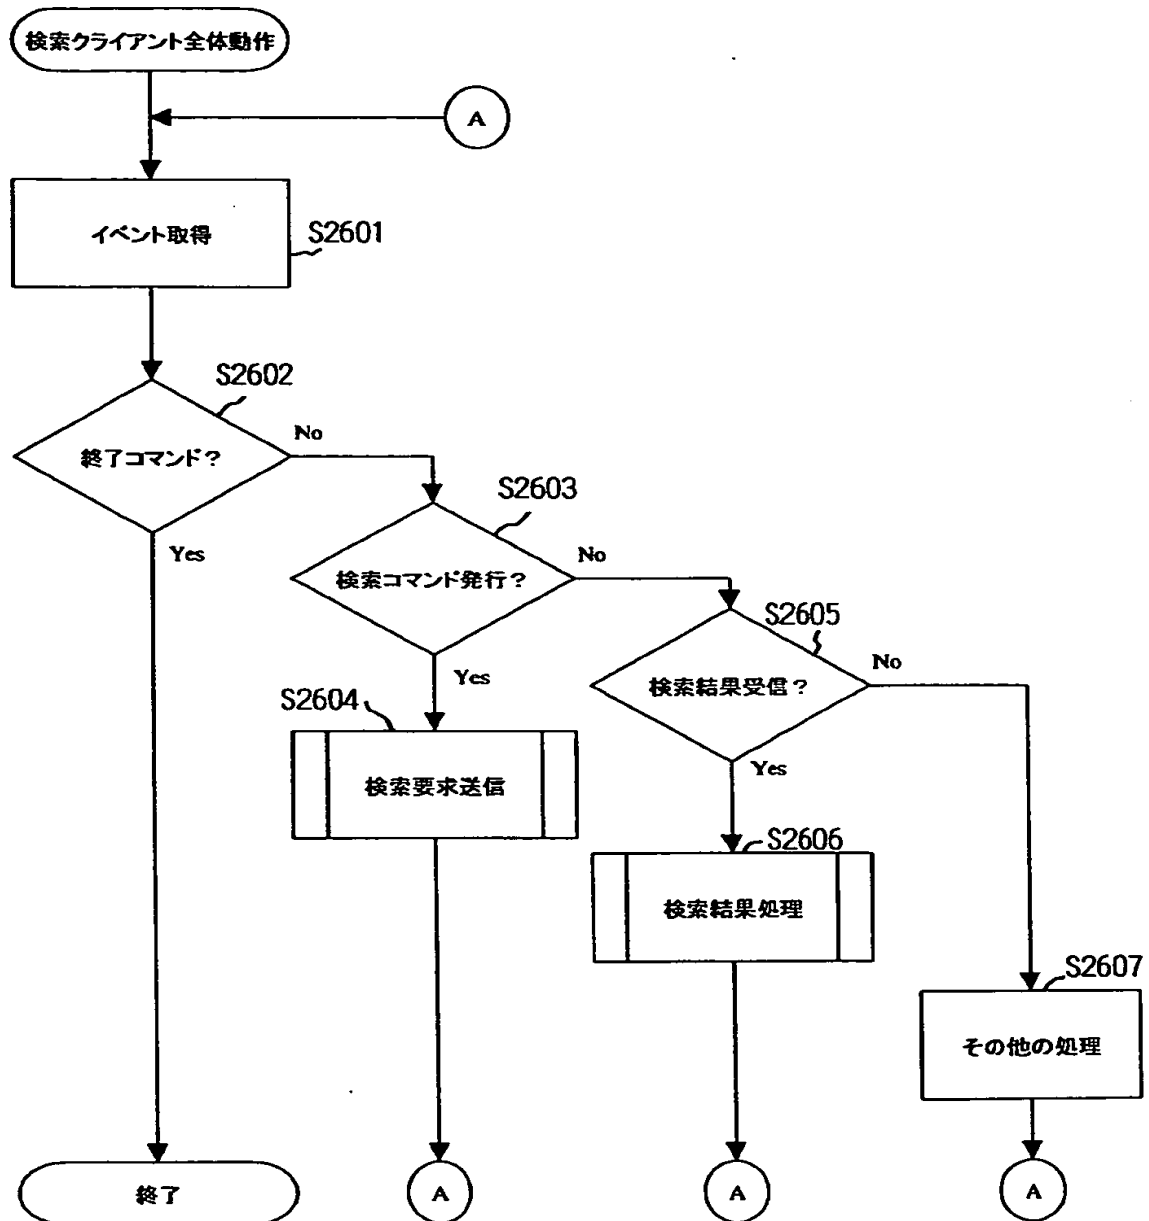 検索クライアント全体動作
A
イベント取得
S2601
S2602
終了コマンド？
No
Yes
S2603
検索コマンド発行？
No
Yes
S2604
検索要求送信
S2605
検索結果受信？
No
Yes
S2606
検索結果処理
S2607
その他の処理
終了
A
A
A